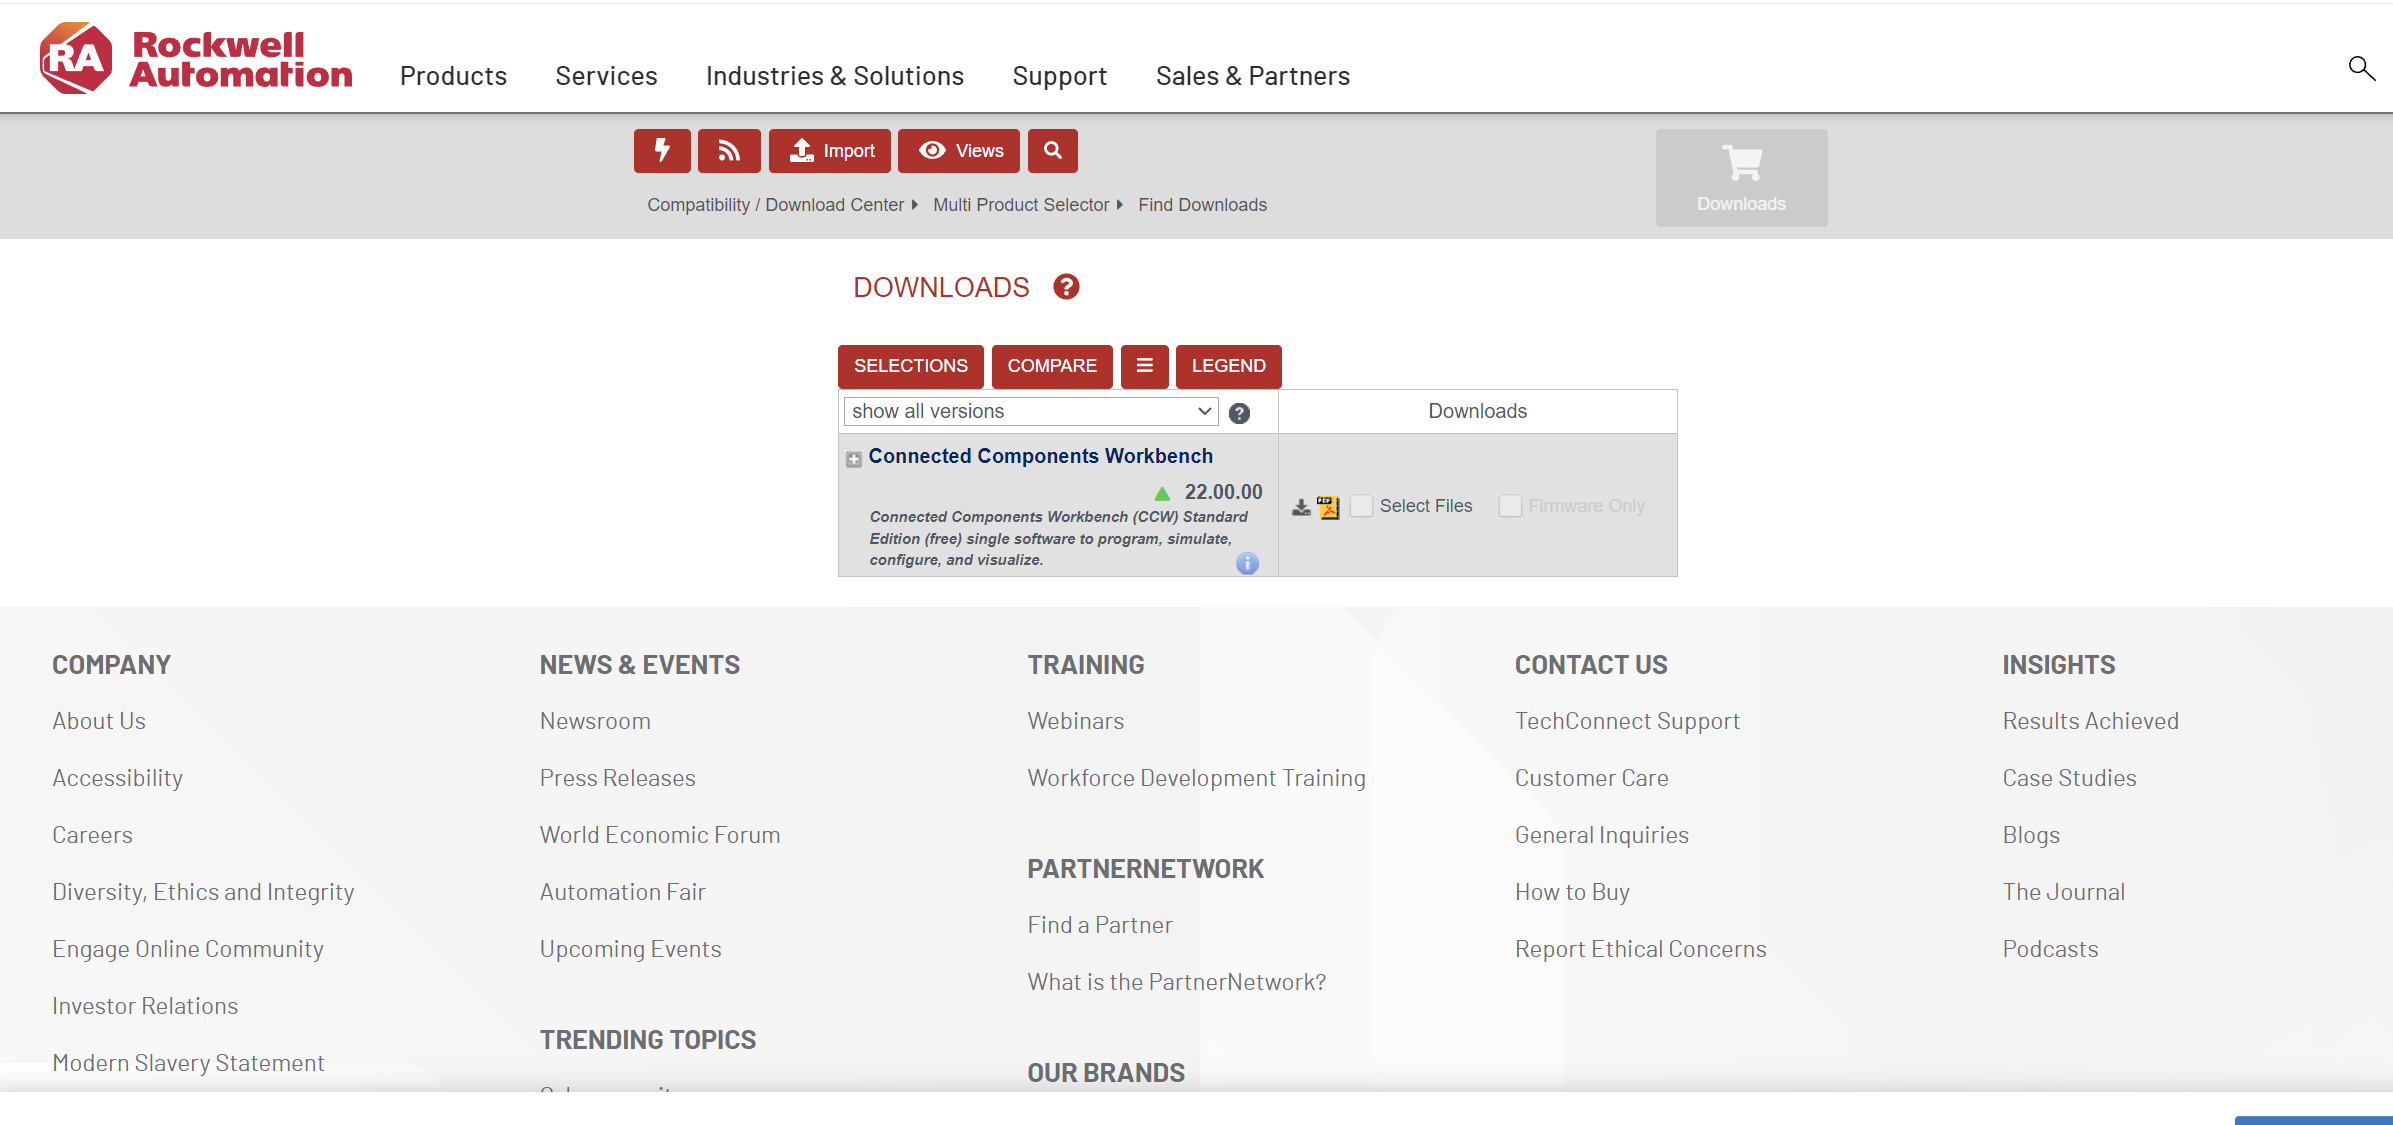 RA Rockwell Automation
Products Services Industries & Solutions Support Sales & Partners
Import Views
Downloads
Compatibility / Download Center Multi Product Selector Find Downloads
DOWNLOADS ?
SELECTIONS COMPARE LEGEND
show all versions ? Downloads
Connected Components Workbench
22.00.00
Select Files Firmware Only
Connected Components Workbench (CCW) Standard
Edition (free) single software to program, simulate,
configure, and visualize.
COMPANY
About Us
Accessibility
Careers
Diversity, Ethics and Integrity
Engage Online Community
Investor Relations
Modern Slavery Statement
NEWS & EVENTS
Newsroom
Press Releases
World Economic Forum
Automation Fair
Upcoming Events
TRENDING TOPICS
TRAINING
Webinars
Workforce Development Training
PARTNERNETWORK
Find a Partner
What is the PartnerNetwork?
OUR BRANDS
CONTACT US
TechConnect Support
Customer Care
General Inquiries
How to Buy
Report Ethical Concerns
INSIGHTS
Results Achieved
Case Studies
Blogs
The Journal
Podcasts